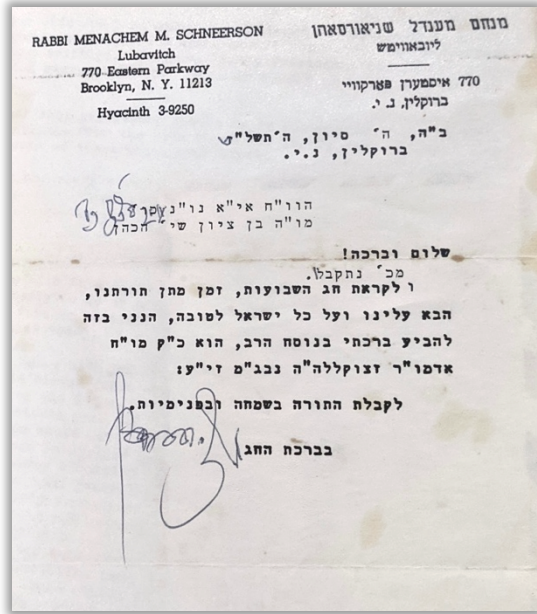 RABBI MENACHEM M. SCHNEERSON
Lubavitch
770 Eastern Parkway
Brooklyn, N. Y. 11213
Hyacinth 3-9250
מנחם מענדל שניאורסאהן
ליובאוויטש
770 איסטערן פארקוויי
ברוקלין, נ. י.
ב"ה, ה' סיון, ה'תשל"
ברוקלין, נ.י.
הוו"ח אי"א נו"נ עסק
מו"ה בן ציון שי' הכהן
שלום וברכה!
מכ' נתקבל.
ולקראת חג השבועות, זמן מתן תורתנו,
הבא עלינו ועל כל ישראל לטובה, הנני בזה
להביע ברכתי בנוסח הרב, הוא כ"ק מו"ח
אדמו"ר זצוקללה"ה נבג"מ זי"ע:
לקבלת התורה בשמחה ובפנימיות.
בברכת החג